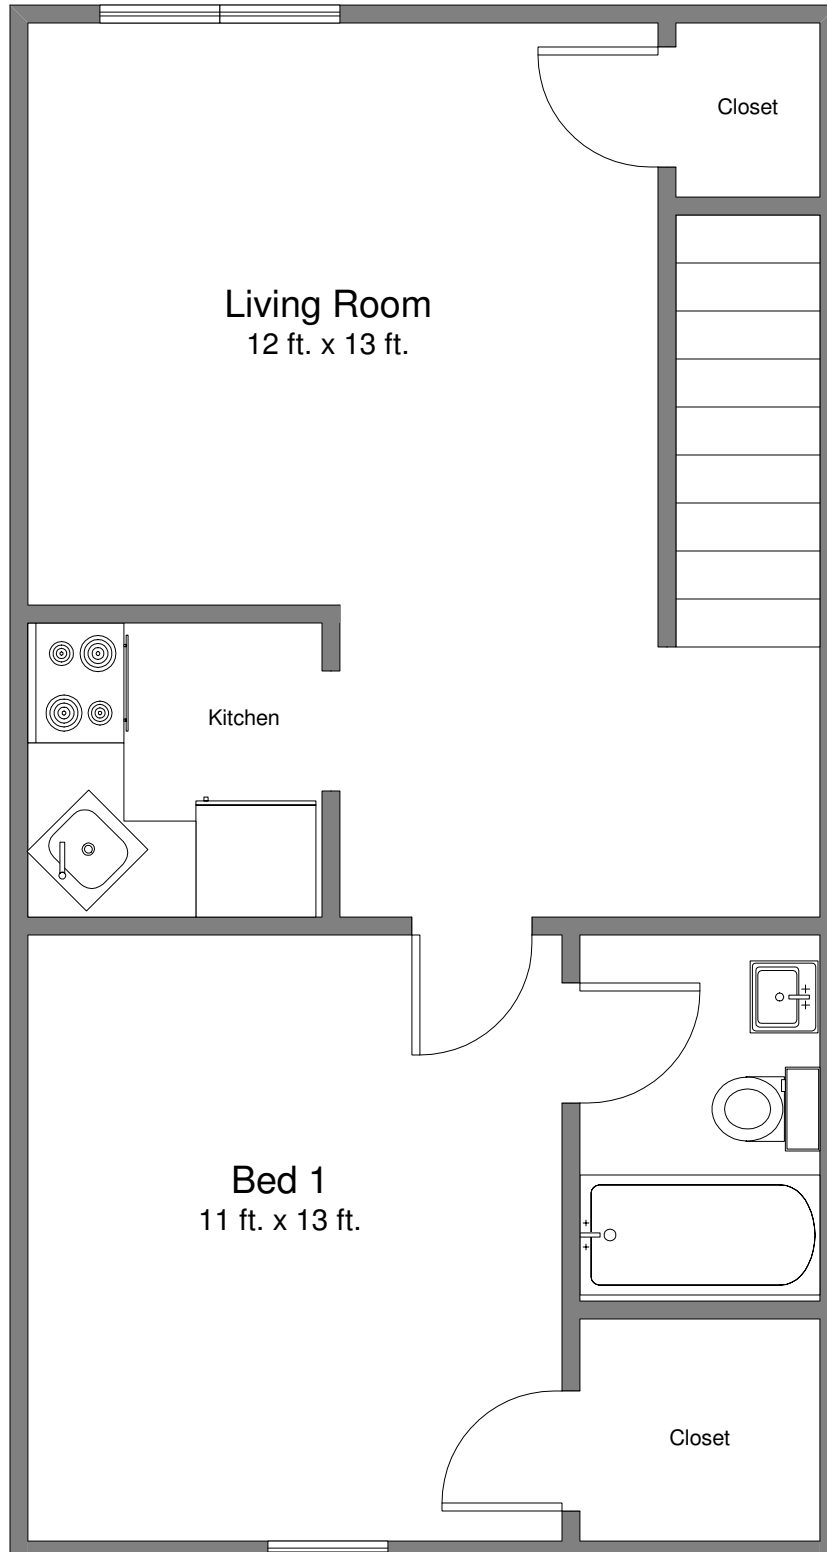 Closet
Living Room
12 ft. x 13 ft.
Kitchen
Bed 1
11 ft. x 13 ft.
Closet